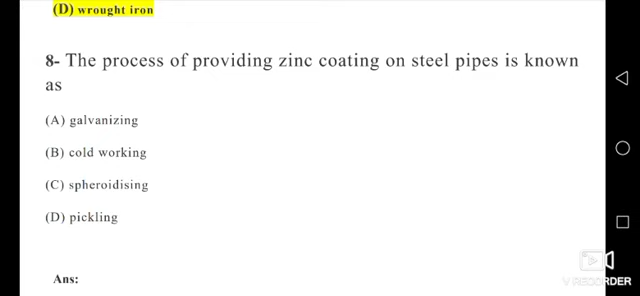 (D) wrought iron
8- The process of providing zinc coating on steel pipes is known
as
(A) galvanizing
(B) cold working
(C) spheroidising
(D) pickling
Ans:
V RECORDER